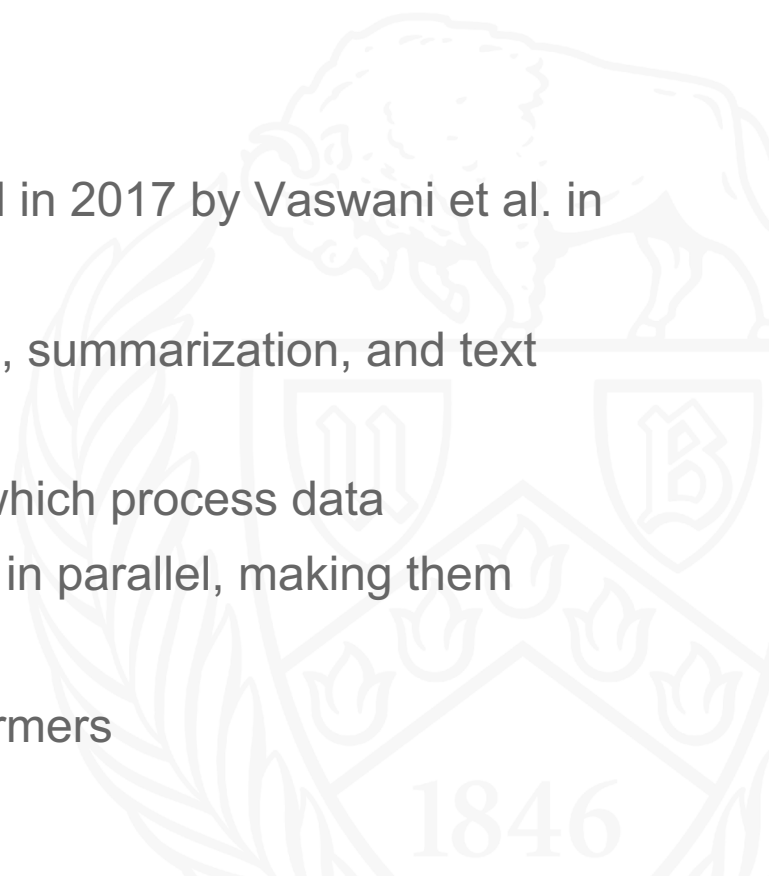 l in 2017 by Vaswani et al. in
, summarization, and text
which process data
in parallel, making them
rmers
U B
1846